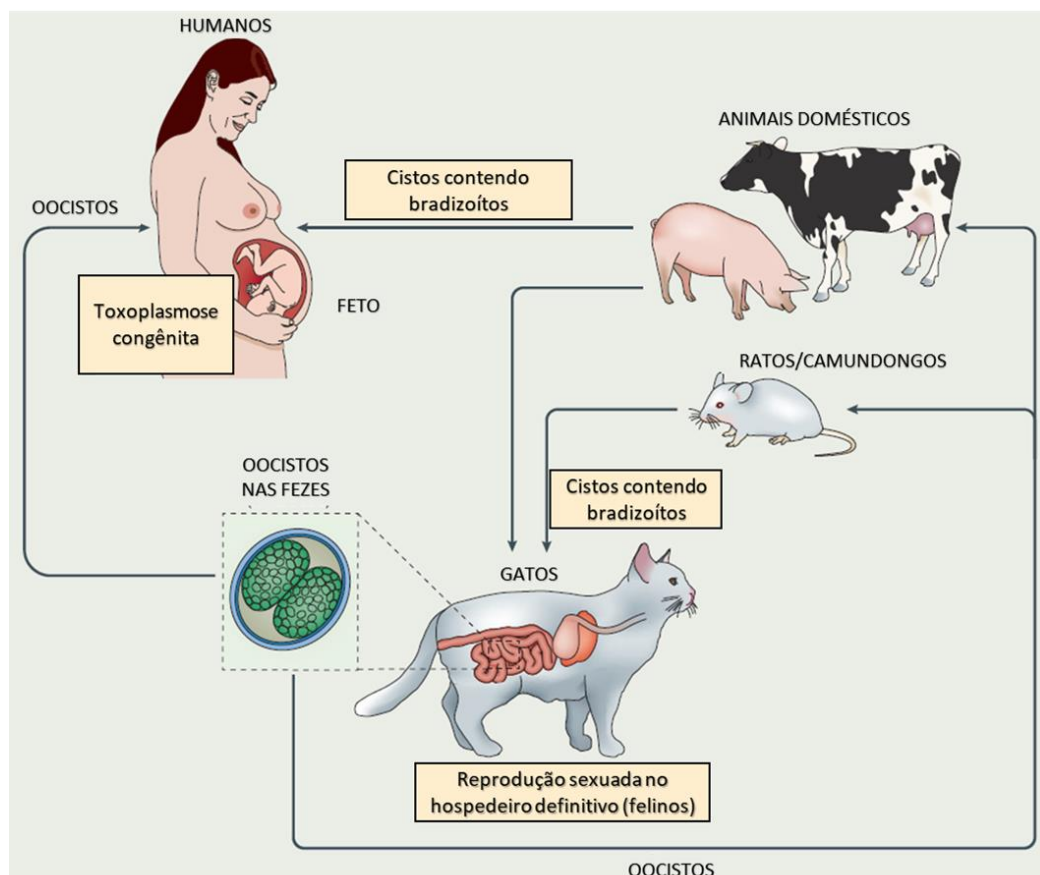 HUMANOS
ANIMAIS DOMÉSTICOS
Cistos contendo
bradizoítos
OOCISTOS
Toxoplasmose
congênita
FETO
RATOS/CAMUNDONGOS
OOCISTOS
NAS FEZES
Cistos contendo
bradizoítos
GATOS
Reprodução sexuada no
hospedeiro definitivo (felinos)
OOCISTOS